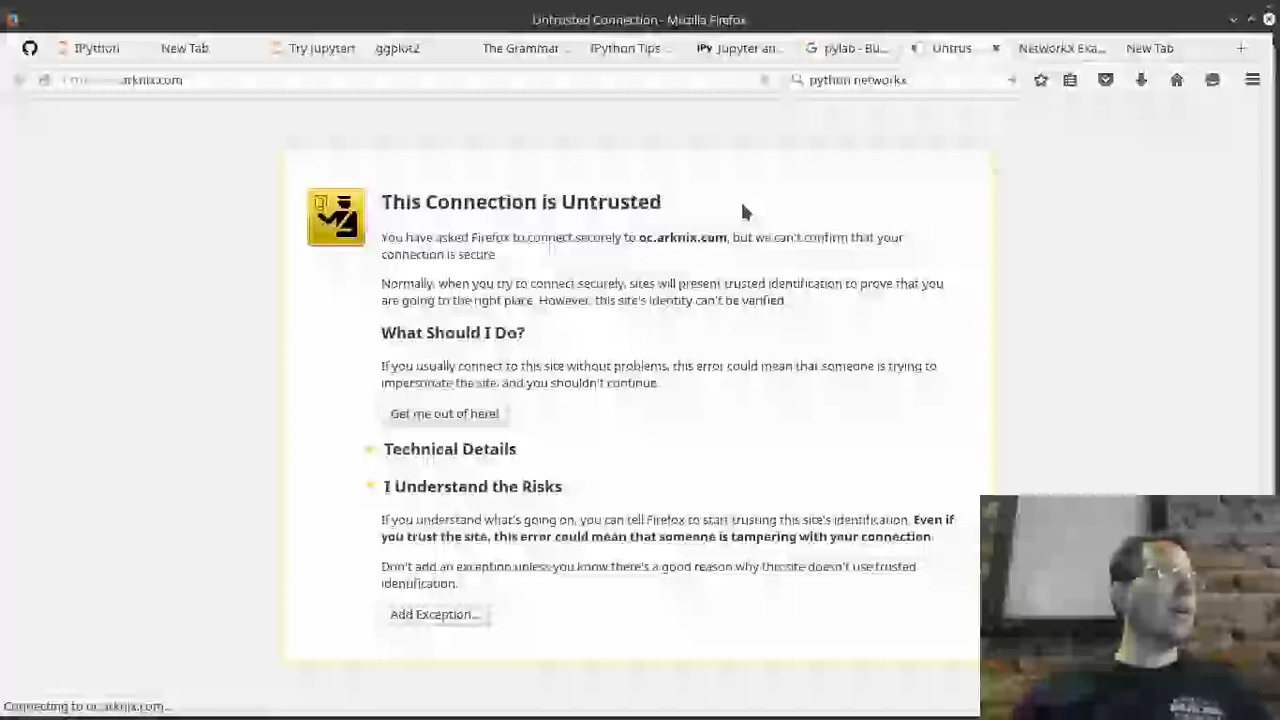 Untrusted Connection - Mozilla Firefox
IPython New Tab Try Jupyter! ggplot2 The Grammar ... IPython Tips ... IPy Jupyter an... G pylab - Bu... Untrus NetworkX Exa... New Tab
arknix.com python networkx
This Connection is Untrusted
You have asked Firefox to connect securely to oc.arknix.com, but we can't confirm that your
connection is secure.
Normally, when you try to connect securely, sites will present trusted identification to prove that you
are going to the right place. However, this site's identity can't be verified.
What Should I Do?
If you usually connect to this site without problems, this error could mean that someone is trying to
impersonate the site, and you shouldn't continue.
Get me out of here!
Technical Details
I Understand the Risks
If you understand what's going on, you can tell Firefox to start trusting this site's identification. Even if
you trust the site, this error could mean that someone is tampering with your connection.
Don't add an exception unless you know there's a good reason why this site doesn't use trusted
identification.
Add Exception...
Connecting to oc.arknix.com...